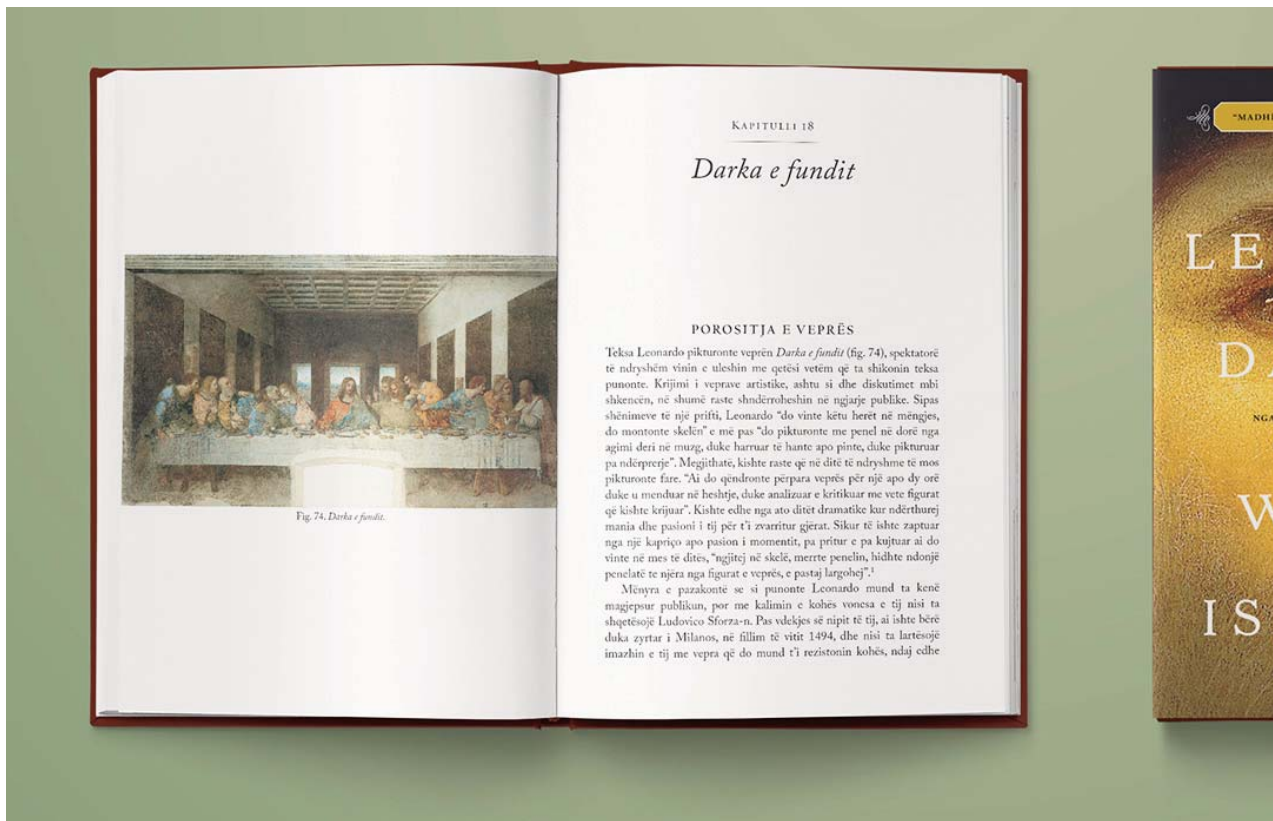 Fig. 74. Darka e fundit.
KAPITULLI 18
Darka e fundit
POROSITJA E VEPRËS
Teksa Leonardo pikturonte veprën Darka e fundit (fig. 74), spektatorë
të ndryshëm vinin e uleshin me qetësi vetëm që ta shikonin teksa
punonte. Krijimi i veprave artistike, ashtu si dhe diskutimet mbi
shkencën, në shumë raste shndërroheshin në ngjarje publike. Sipas
shënimeve të një prifti, Leonardo “do vinte këtu herët në mëngjes,
do montonte skelën” e më pas “do pikturonte me penel në dorë nga
agimi deri në muzg, duke harruar të hante apo pinte, duke pikturuar
pa ndërprerje”. Megjithatë, kishte raste që në ditë të ndryshme të mos
pikturonte fare. “Ai do qëndronte përpara veprës për një apo dy orë
duke u menduar në heshtje, duke analizuar e kritikuar me vete figurat
që kishte krijuar”. Kishte edhe nga ato ditët dramatike kur ndërthurej
mania dhe pasioni i tij për t’i zvarritur gjërat. Sikur të ishte zaptuar
nga një kapriço apo pasion i momentit, pa pritur e pa kujtuar ai do
vinte në mes të ditës, “ngjitej në skelë, merrte penelin, hidhte ndonjë
penelatë te njëra nga figurat e veprës, e pastaj largohej”.¹
Mënyra e pazakontë se si punonte Leonardo mund ta kenë
magjepsur publikun, por me kalimin e kohës vonesa e tij nisi ta
shqetësojë Ludovico Sforza-n. Pas vdekjes së nipit të tij, ai ishte bërë
duka zyrtar i Milanos, në fillim të vitit 1494, dhe nisi ta lartësojë
imazhin e tij me vepra që do mund t’i rezistonin kohës, ndaj edhe
“MADH
LE
DA
NGA
W
IS